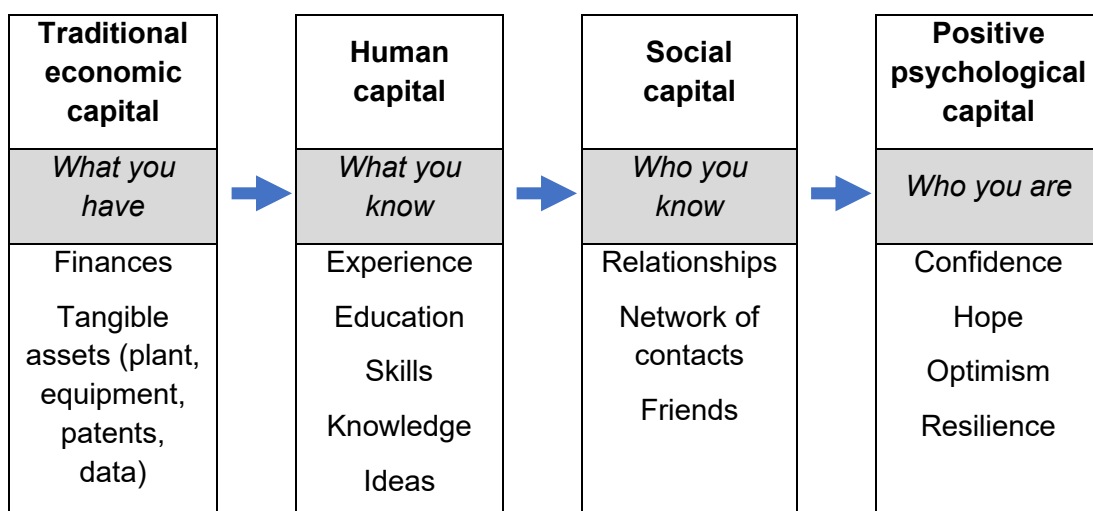 Traditional
economic
capital
What you
have
Finances
Tangible
assets (plant,
equipment,
patents,
data)
Human
capital
What you
know
Experience
Education
Skills
Knowledge
Ideas
Social
capital
Who you
know
Relationships
Network of
contacts
Friends
Positive
psychological
capital
Who you are
Confidence
Hope
Optimism
Resilience